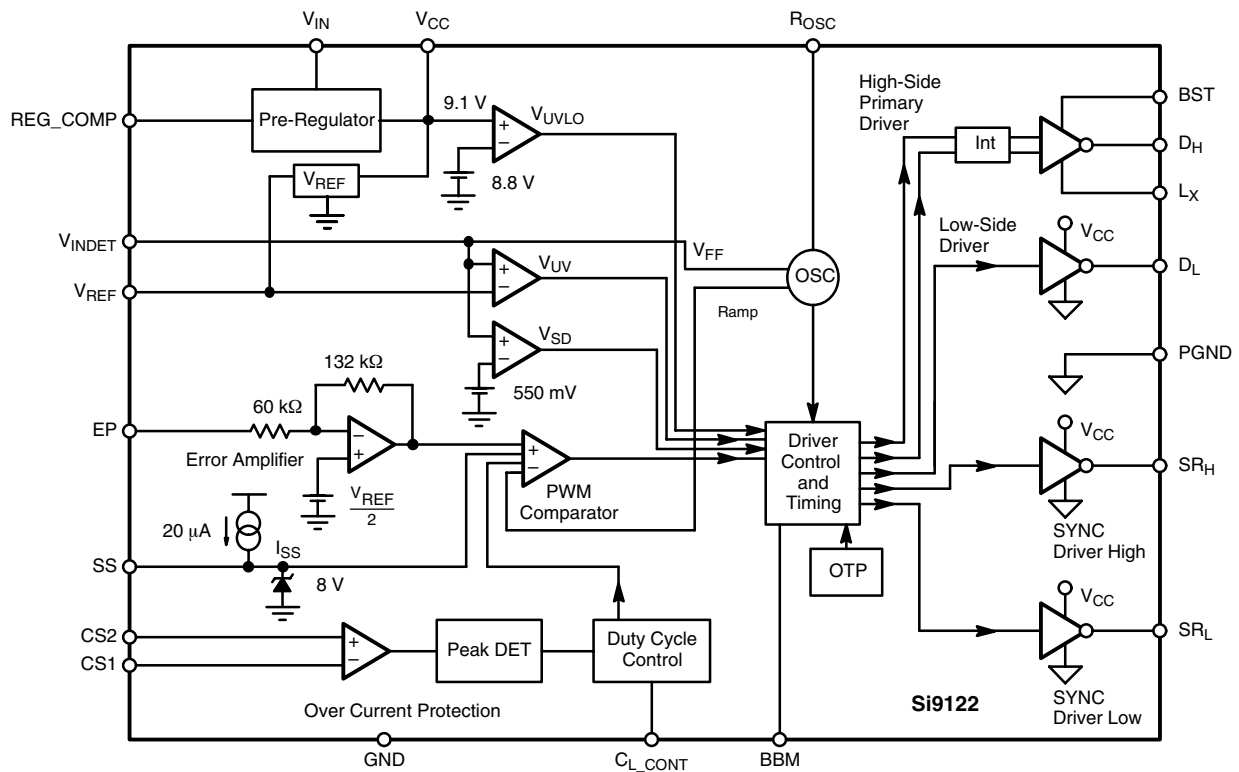 VIN
VCC
ROSC
REG_COMP
Pre-Regulator
9.1 V
VUVLO
High-Side
Primary
Driver
Int
BST
DH
LX
VREF
8.8 V
VINDET
VREF
VUV
VFF
OSC
Ramp
Low-Side
Driver
VCC
DL
VSD
550 mV
PGND
132 kΩ
60 kΩ
EP
Error Amplifier
VREF
2
PWM
Comparator
Driver
Control
and
Timing
VCC
SRH
SYNC
Driver High
20 μA
ISS
SS
8 V
OTP
CS2
CS1
Peak DET
Duty Cycle
Control
VCC
SRL
SYNC
Driver Low
Over Current Protection
Si9122
GND
CL_CONT
BBM
+
−
+
−
+
−
−
+
+
−
+
−